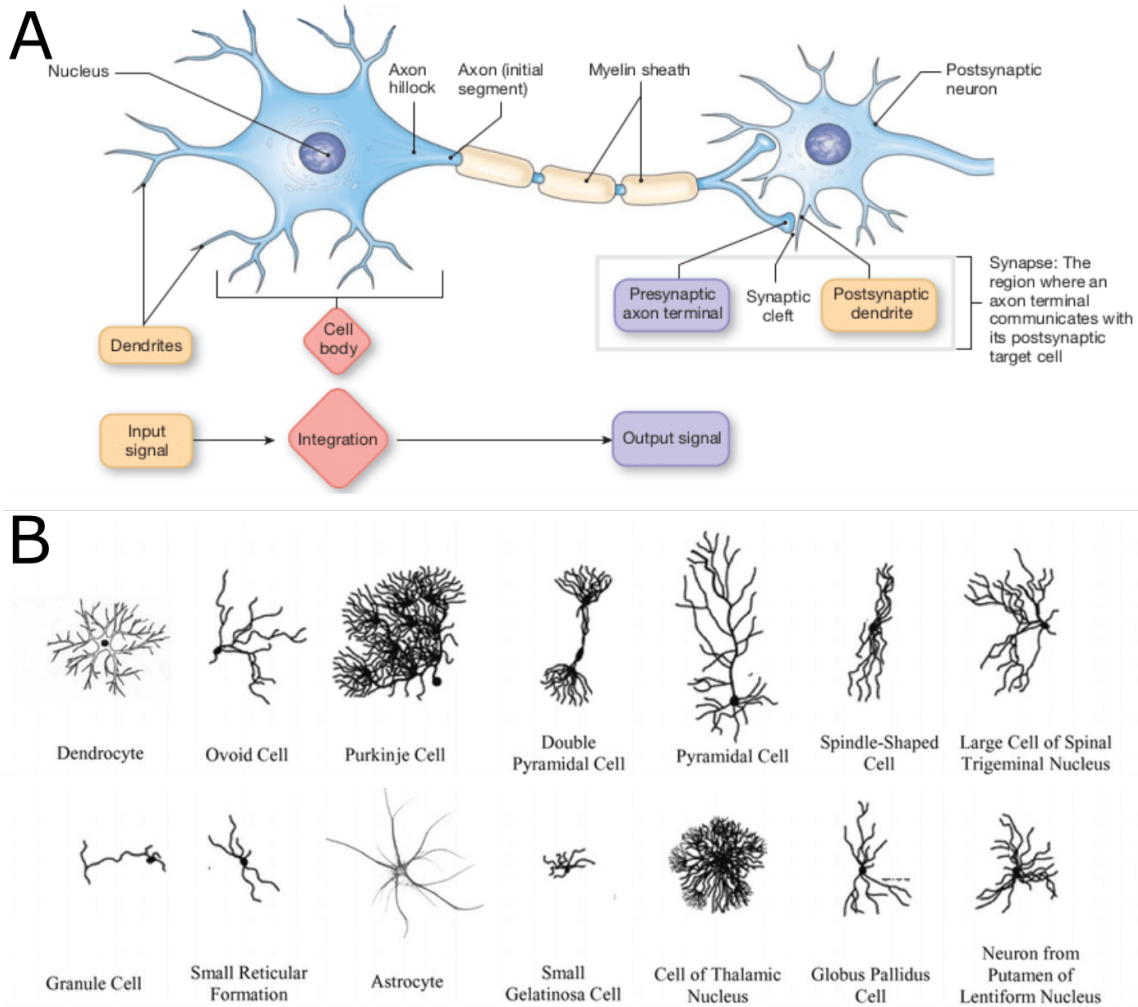 A
Nucleus
Axon
hillock
Axon (initial
segment)
Myelin sheath
Postsynaptic
neuron
Dendrites
Cell
body
Presynaptic
axon terminal
Synaptic
cleft
Postsynaptic
dendrite
Synapse: The
region where an
axon terminal
communicates with
its postsynaptic
target cell
Input
signal
Integration
Output signal
B
Dendrocyte
Ovoid Cell
Purkinje Cell
Double
Pyramidal Cell
Pyramidal Cell
Spindle-Shaped
Cell
Large Cell of Spinal
Trigeminal Nucleus
Granule Cell
Small Reticular
Formation
Astrocyte
Small
Gelatinosa Cell
Cell of Thalamic
Nucleus
Globus Pallidus
Cell
Neuron from
Putamen of
Lentiform Nucleus